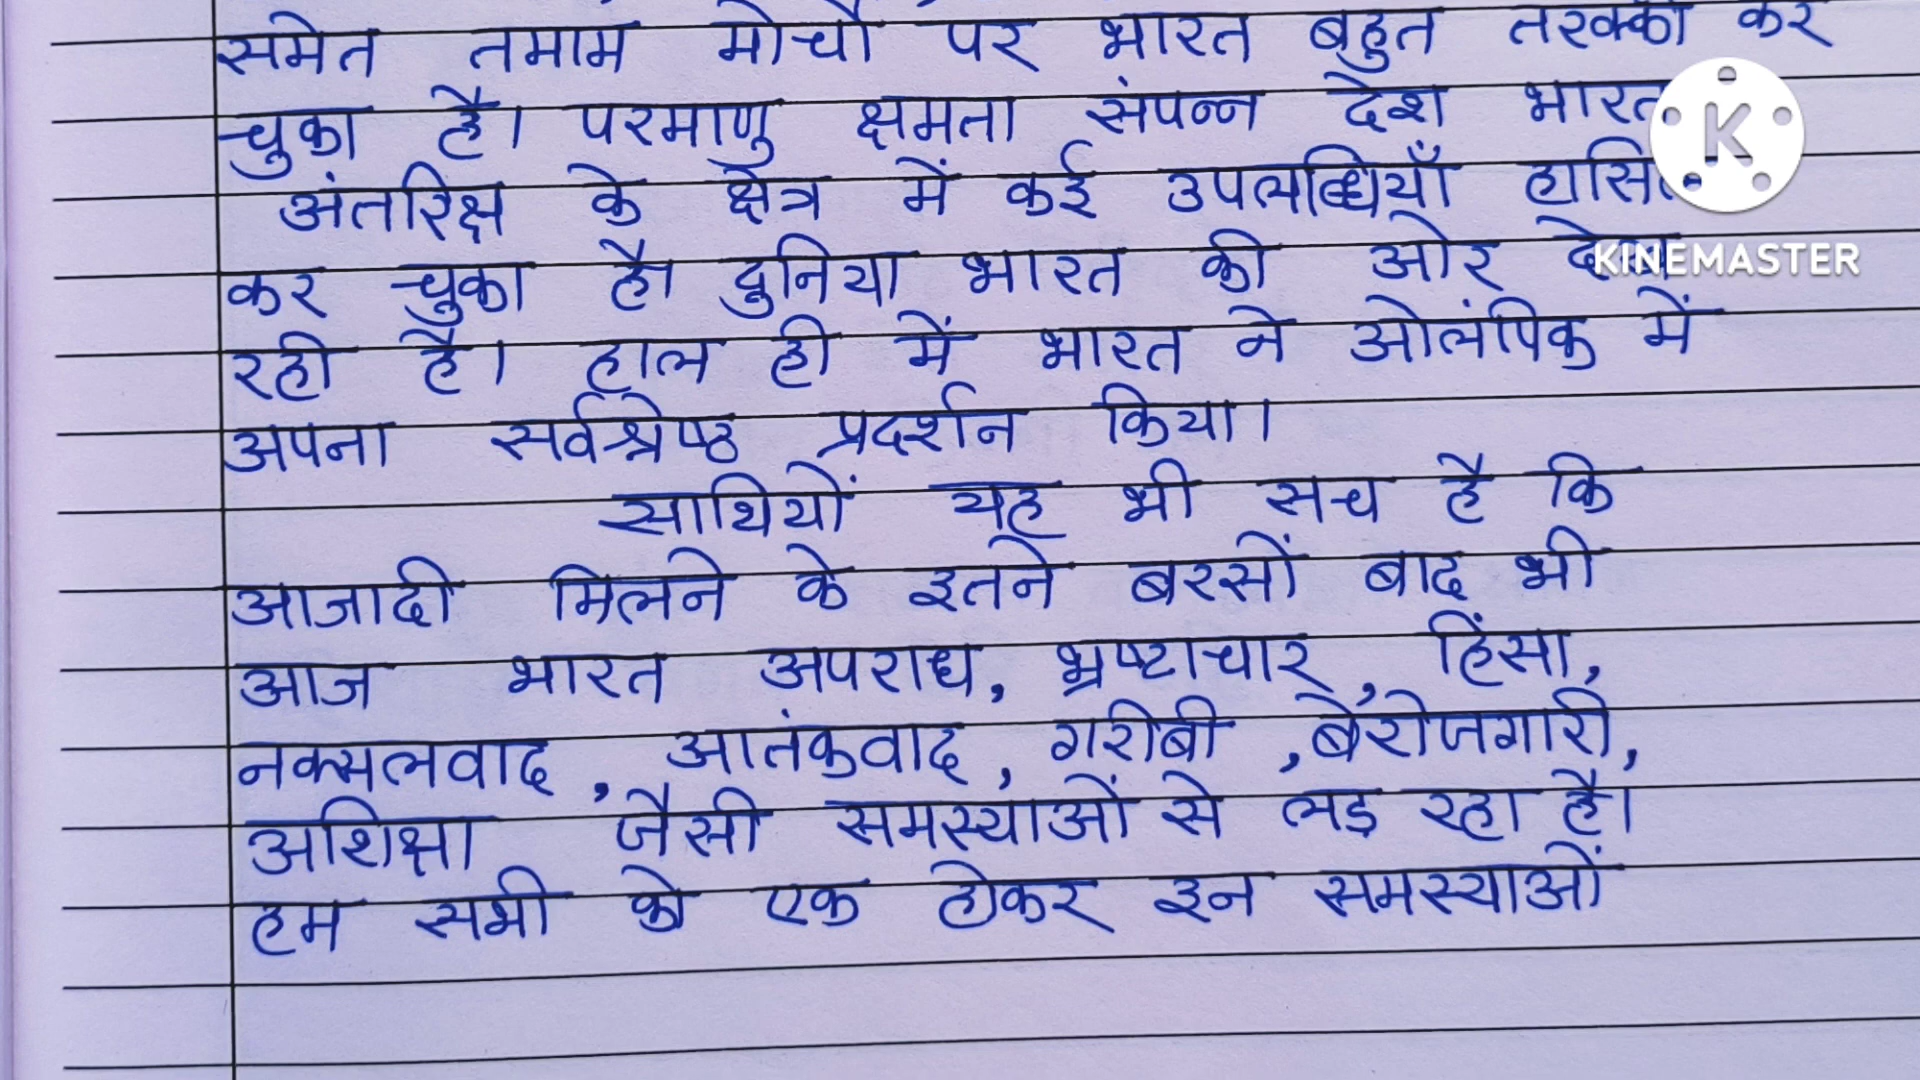 समेत तमाम मोर्चों पर भारत बहुत तरक्की कर
चुका है। परमाणु क्षमता संपन्न देश भारत
अंतरिक्ष के क्षेत्र में कई उपलब्धियाँ हासिल
कर चुका है। दुनिया भारत की ओर देख
रही है। हाल ही में भारत ने ओलंपिक में
अपना सर्वश्रेष्ठ प्रदर्शन किया।
साथियों यह भी सच है कि
आजादी मिलने के इतने बरसों बाद भी
आज भारत अपराध, भ्रष्टाचार, हिंसा,
नक्सलवाद, आतंकवाद, गरीबी, बेरोजगारी,
अशिक्षा जैसी समस्याओं से लड़ रहा है।
हम सभी को एक होकर इन समस्याओं
K
KINEMASTER